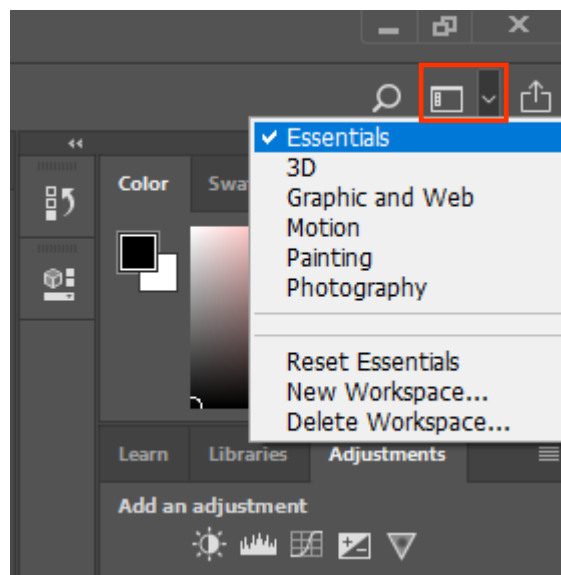 Essentials
3D
Graphic and Web
Motion
Painting
Photography
Reset Essentials
New Workspace...
Delete Workspace...
Color
Learn Libraries Adjustments
Add an adjustment